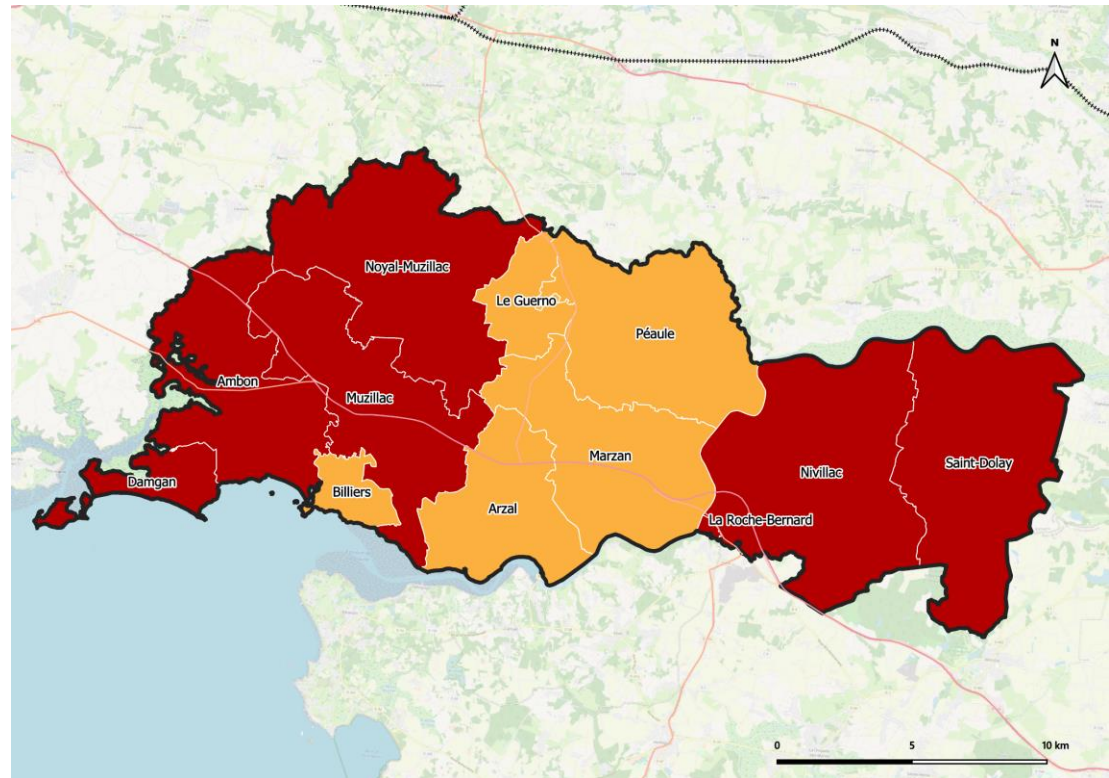 N
Noyal-Muzillac
Le Guerno
Péaule
Ambon
Muzillac
Marzan
Nivillac
Saint-Dolay
Damgan
Billiers
Arzal
La Roche-Bernard
0 5 10 km